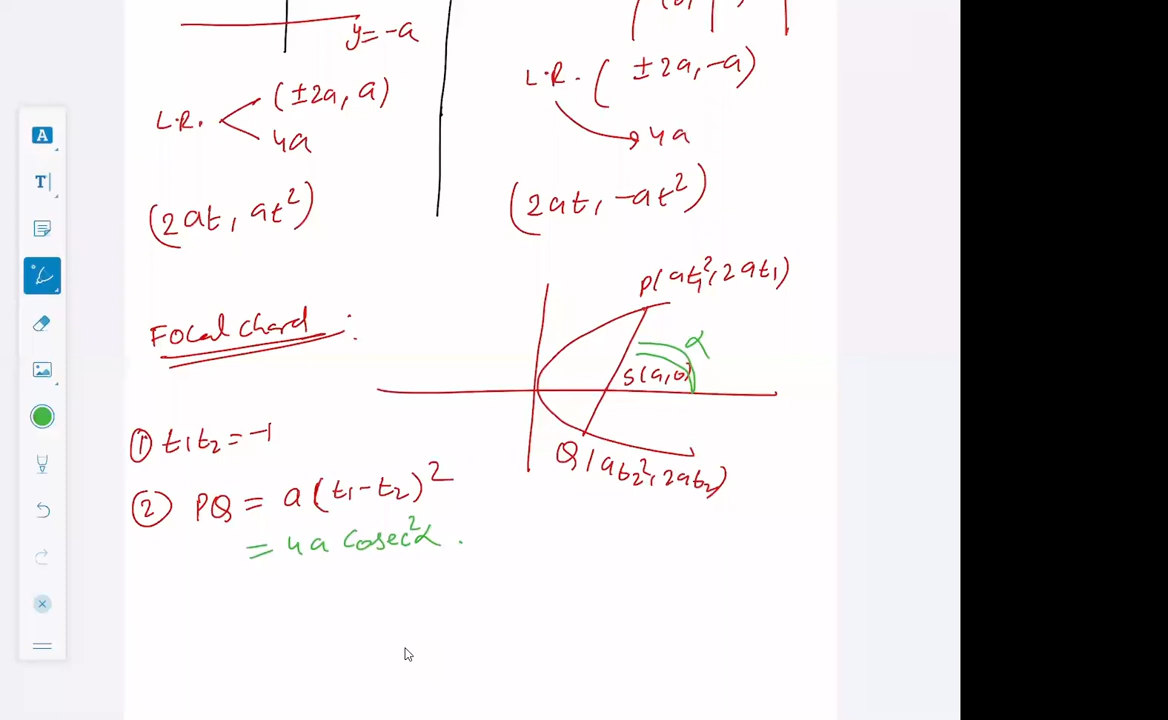 y=-a
L.R. (±2a, a)
4a
(2at, at²)
L.R. (±2a, -a)
4a
(2at, -at²)
Focal chord :
P(at₁², 2at₁)
α
S(a,0)
Q(at₂², 2at₂)
① t₁t₂ = -1
② PQ = a(t₁-t₂)²
= 4a cosec²α .
A
T